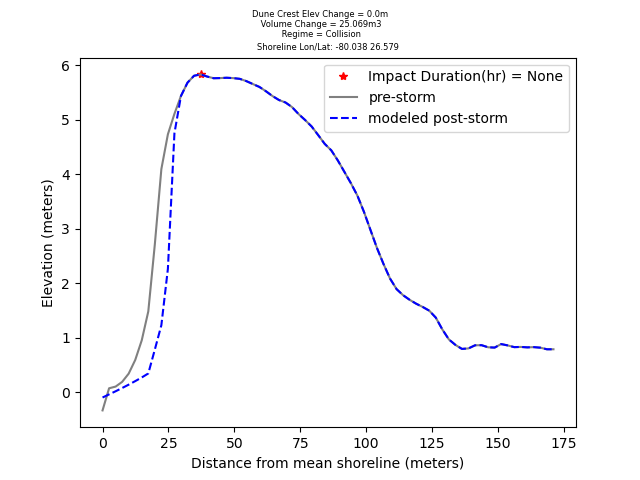 Dune Crest Elev Change = 0.0m
Volume Change = 25.069m3
Regime = Collision
Shoreline Lon/Lat: -80.038 26.579
Impact Duration(hr) = None
pre-storm
modeled post-storm
6
5
4
3
2
1
0
Elevation (meters)
0 25 50 75 100 125 150 175
Distance from mean shoreline (meters)